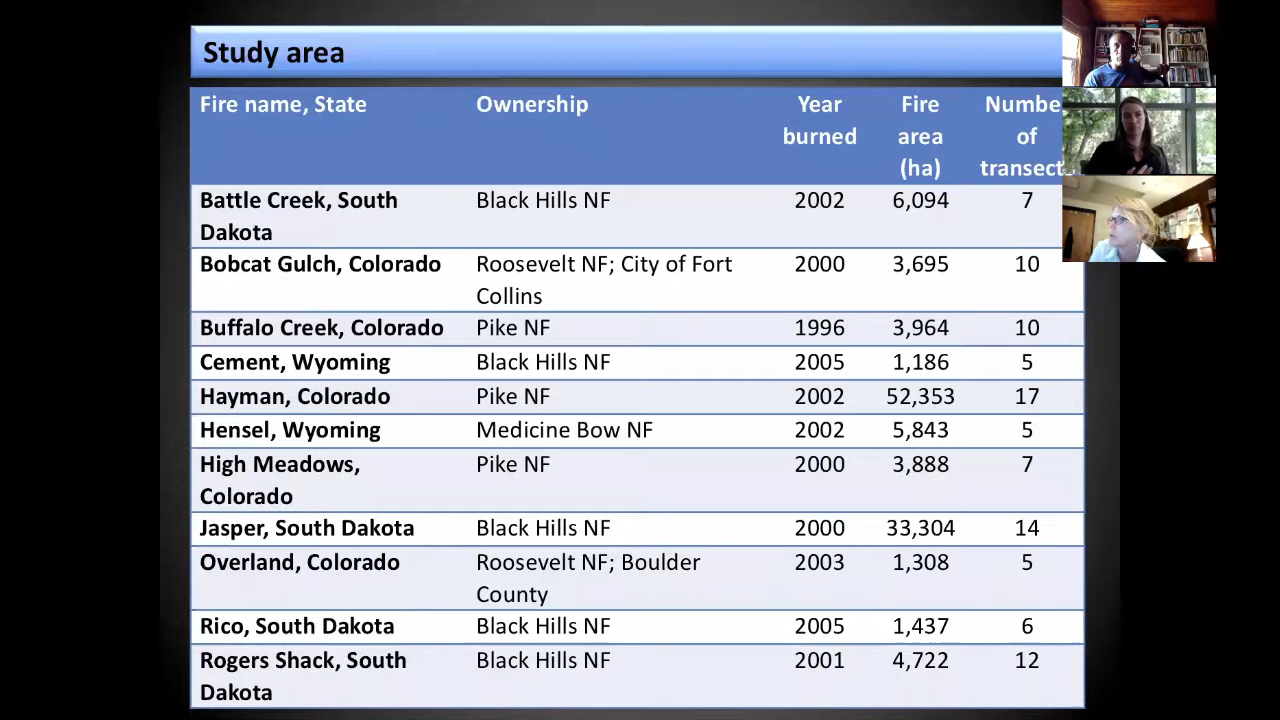 Study area
Fire name, State Ownership Year Fire Numbe
burned area of
(ha) transect
Battle Creek, South Black Hills NF 2002 6,094 7
Dakota
Bobcat Gulch, Colorado Roosevelt NF; City of Fort 2000 3,695 10
Collins
Buffalo Creek, Colorado Pike NF 1996 3,964 10
Cement, Wyoming Black Hills NF 2005 1,186 5
Hayman, Colorado Pike NF 2002 52,353 17
Hensel, Wyoming Medicine Bow NF 2002 5,843 5
High Meadows, Pike NF 2000 3,888 7
Colorado
Jasper, South Dakota Black Hills NF 2000 33,304 14
Overland, Colorado Roosevelt NF; Boulder 2003 1,308 5
County
Rico, South Dakota Black Hills NF 2005 1,437 6
Rogers Shack, South Black Hills NF 2001 4,722 12
Dakota